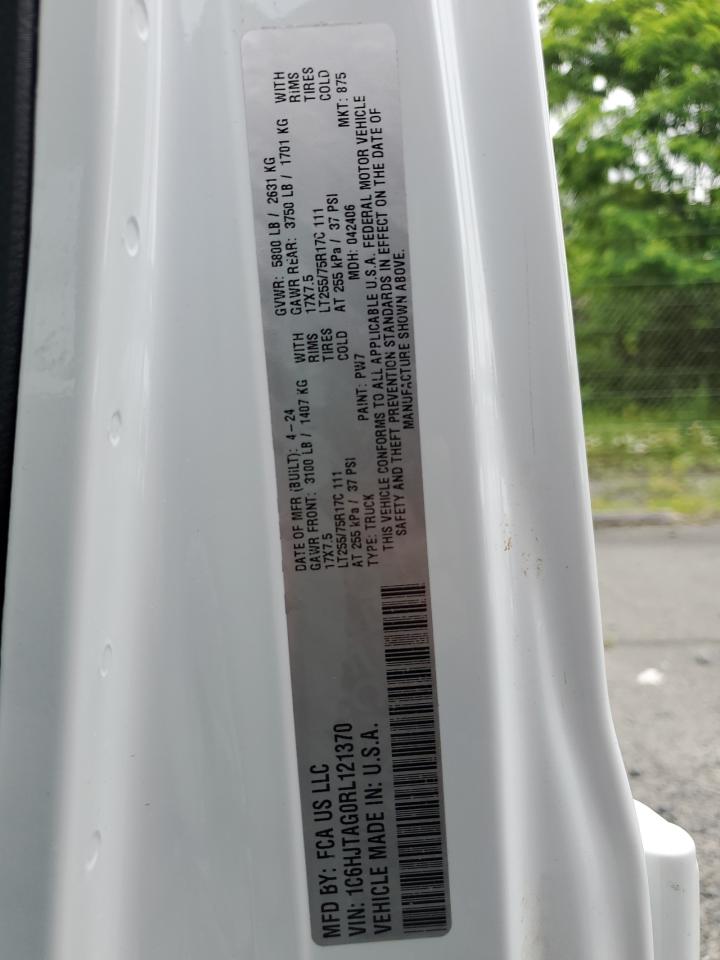 MFD BY: FCA US LLC
VIN: 1C6HJTAG0RL121370
VEHICLE MADE IN: U.S.A.
DATE OF MFR (BUILT): 4-24 GVWR: 5800 LB / 2631 KG
GAWR FRONT: 3100 LB / 1407 KG WITH GAWR REAR: 3750 LB / 1701 KG WITH
17X7.5 RIMS 17X7.5 RIMS
LT255/75R17C 111 TIRES LT255/75R17C 111 TIRES
AT 255 kPa / 37 PSI COLD AT 255 kPa / 37 PSI COLD
TYPE: TRUCK PAINT: PW7 MDH: 042406 MKT: 875
THIS VEHICLE CONFORMS TO ALL APPLICABLE U.S.A. FEDERAL MOTOR VEHICLE
SAFETY AND THEFT PREVENTION STANDARDS IN EFFECT ON THE DATE OF
MANUFACTURE SHOWN ABOVE.